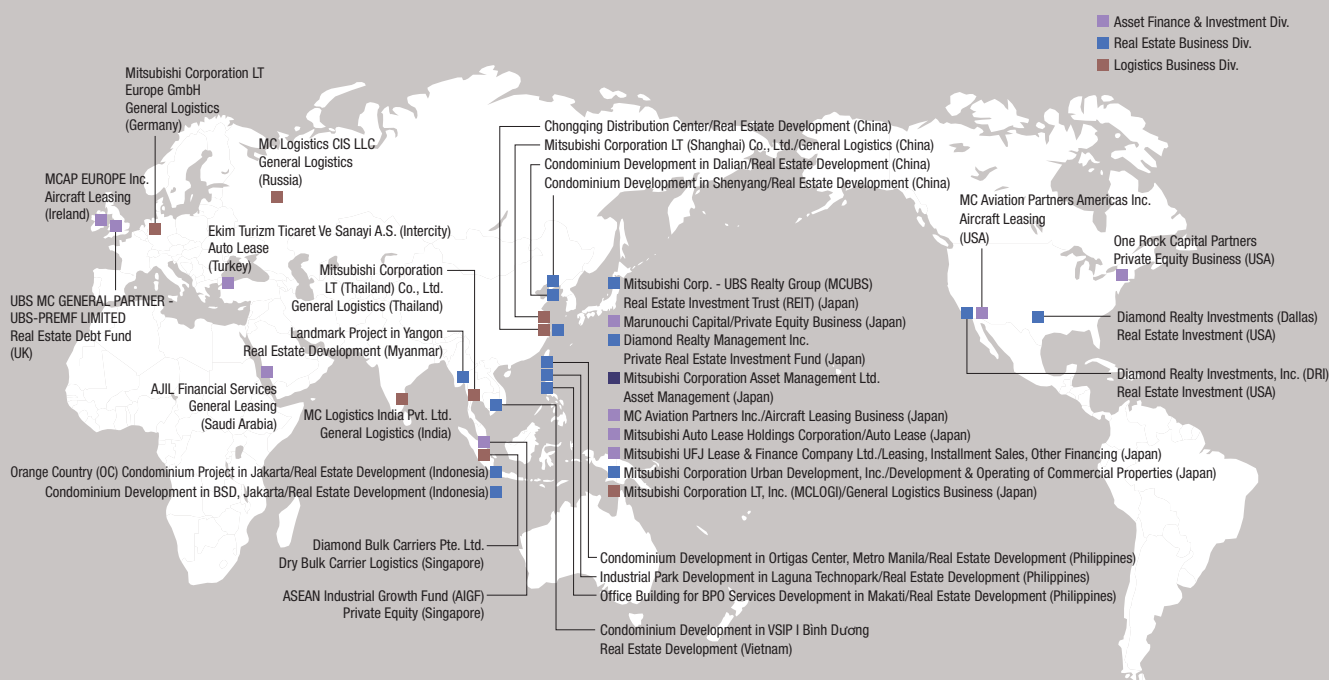 Asset Finance & Investment Div.
Real Estate Business Div.
Logistics Business Div.
Mitsubishi Corporation LT
Europe GmbH
General Logistics
(Germany)
MC Logistics CIS LLC
General Logistics
(Russia)
MCAP EUROPE Inc.
Aircraft Leasing
(Ireland)
Ekim Turizm Ticaret Ve Sanayi A.S. (Intercity)
Auto Lease
(Turkey)
UBS MC GENERAL PARTNER -
UBS-PREMF LIMITED
Real Estate Debt Fund
(UK)
Mitsubishi Corporation
LT (Thailand) Co., Ltd.
General Logistics (Thailand)
Landmark Project in Yangon
Real Estate Development (Myanmar)
AJIL Financial Services
General Leasing
(Saudi Arabia)
MC Logistics India Pvt. Ltd.
General Logistics (India)
Orange Country (OC) Condominium Project in Jakarta/Real Estate Development (Indonesia)
Condominium Development in BSD, Jakarta/Real Estate Development (Indonesia)
Diamond Bulk Carriers Pte. Ltd.
Dry Bulk Carrier Logistics (Singapore)
ASEAN Industrial Growth Fund (AIGF)
Private Equity (Singapore)
Chongqing Distribution Center/Real Estate Development (China)
Mitsubishi Corporation LT (Shanghai) Co., Ltd./General Logistics (China)
Condominium Development in Dalian/Real Estate Development (China)
Condominium Development in Shenyang/Real Estate Development (China)
Mitsubishi Corp. - UBS Realty Group (MCUBS)
Real Estate Investment Trust (REIT) (Japan)
Marunouchi Capital/Private Equity Business (Japan)
Diamond Realty Management Inc.
Private Real Estate Investment Fund (Japan)
Mitsubishi Corporation Asset Management Ltd.
Asset Management (Japan)
MC Aviation Partners Inc./Aircraft Leasing Business (Japan)
Mitsubishi Auto Lease Holdings Corporation/Auto Lease (Japan)
Mitsubishi UFJ Lease & Finance Company Ltd./Leasing, Installment Sales, Other Financing (Japan)
Mitsubishi Corporation Urban Development, Inc./Development & Operating of Commercial Properties (Japan)
Mitsubishi Corporation LT, Inc. (MCLOGI)/General Logistics Business (Japan)
Condominium Development in Ortigas Center, Metro Manila/Real Estate Development (Philippines)
Industrial Park Development in Laguna Technopark/Real Estate Development (Philippines)
Office Building for BPO Services Development in Makati/Real Estate Development (Philippines)
Condominium Development in VSIP I Bình Dương
Real Estate Development (Vietnam)
MC Aviation Partners Americas Inc.
Aircraft Leasing
(USA)
One Rock Capital Partners
Private Equity Business (USA)
Diamond Realty Investments (Dallas)
Real Estate Investment (USA)
Diamond Realty Investments, Inc. (DRI)
Real Estate Investment (USA)